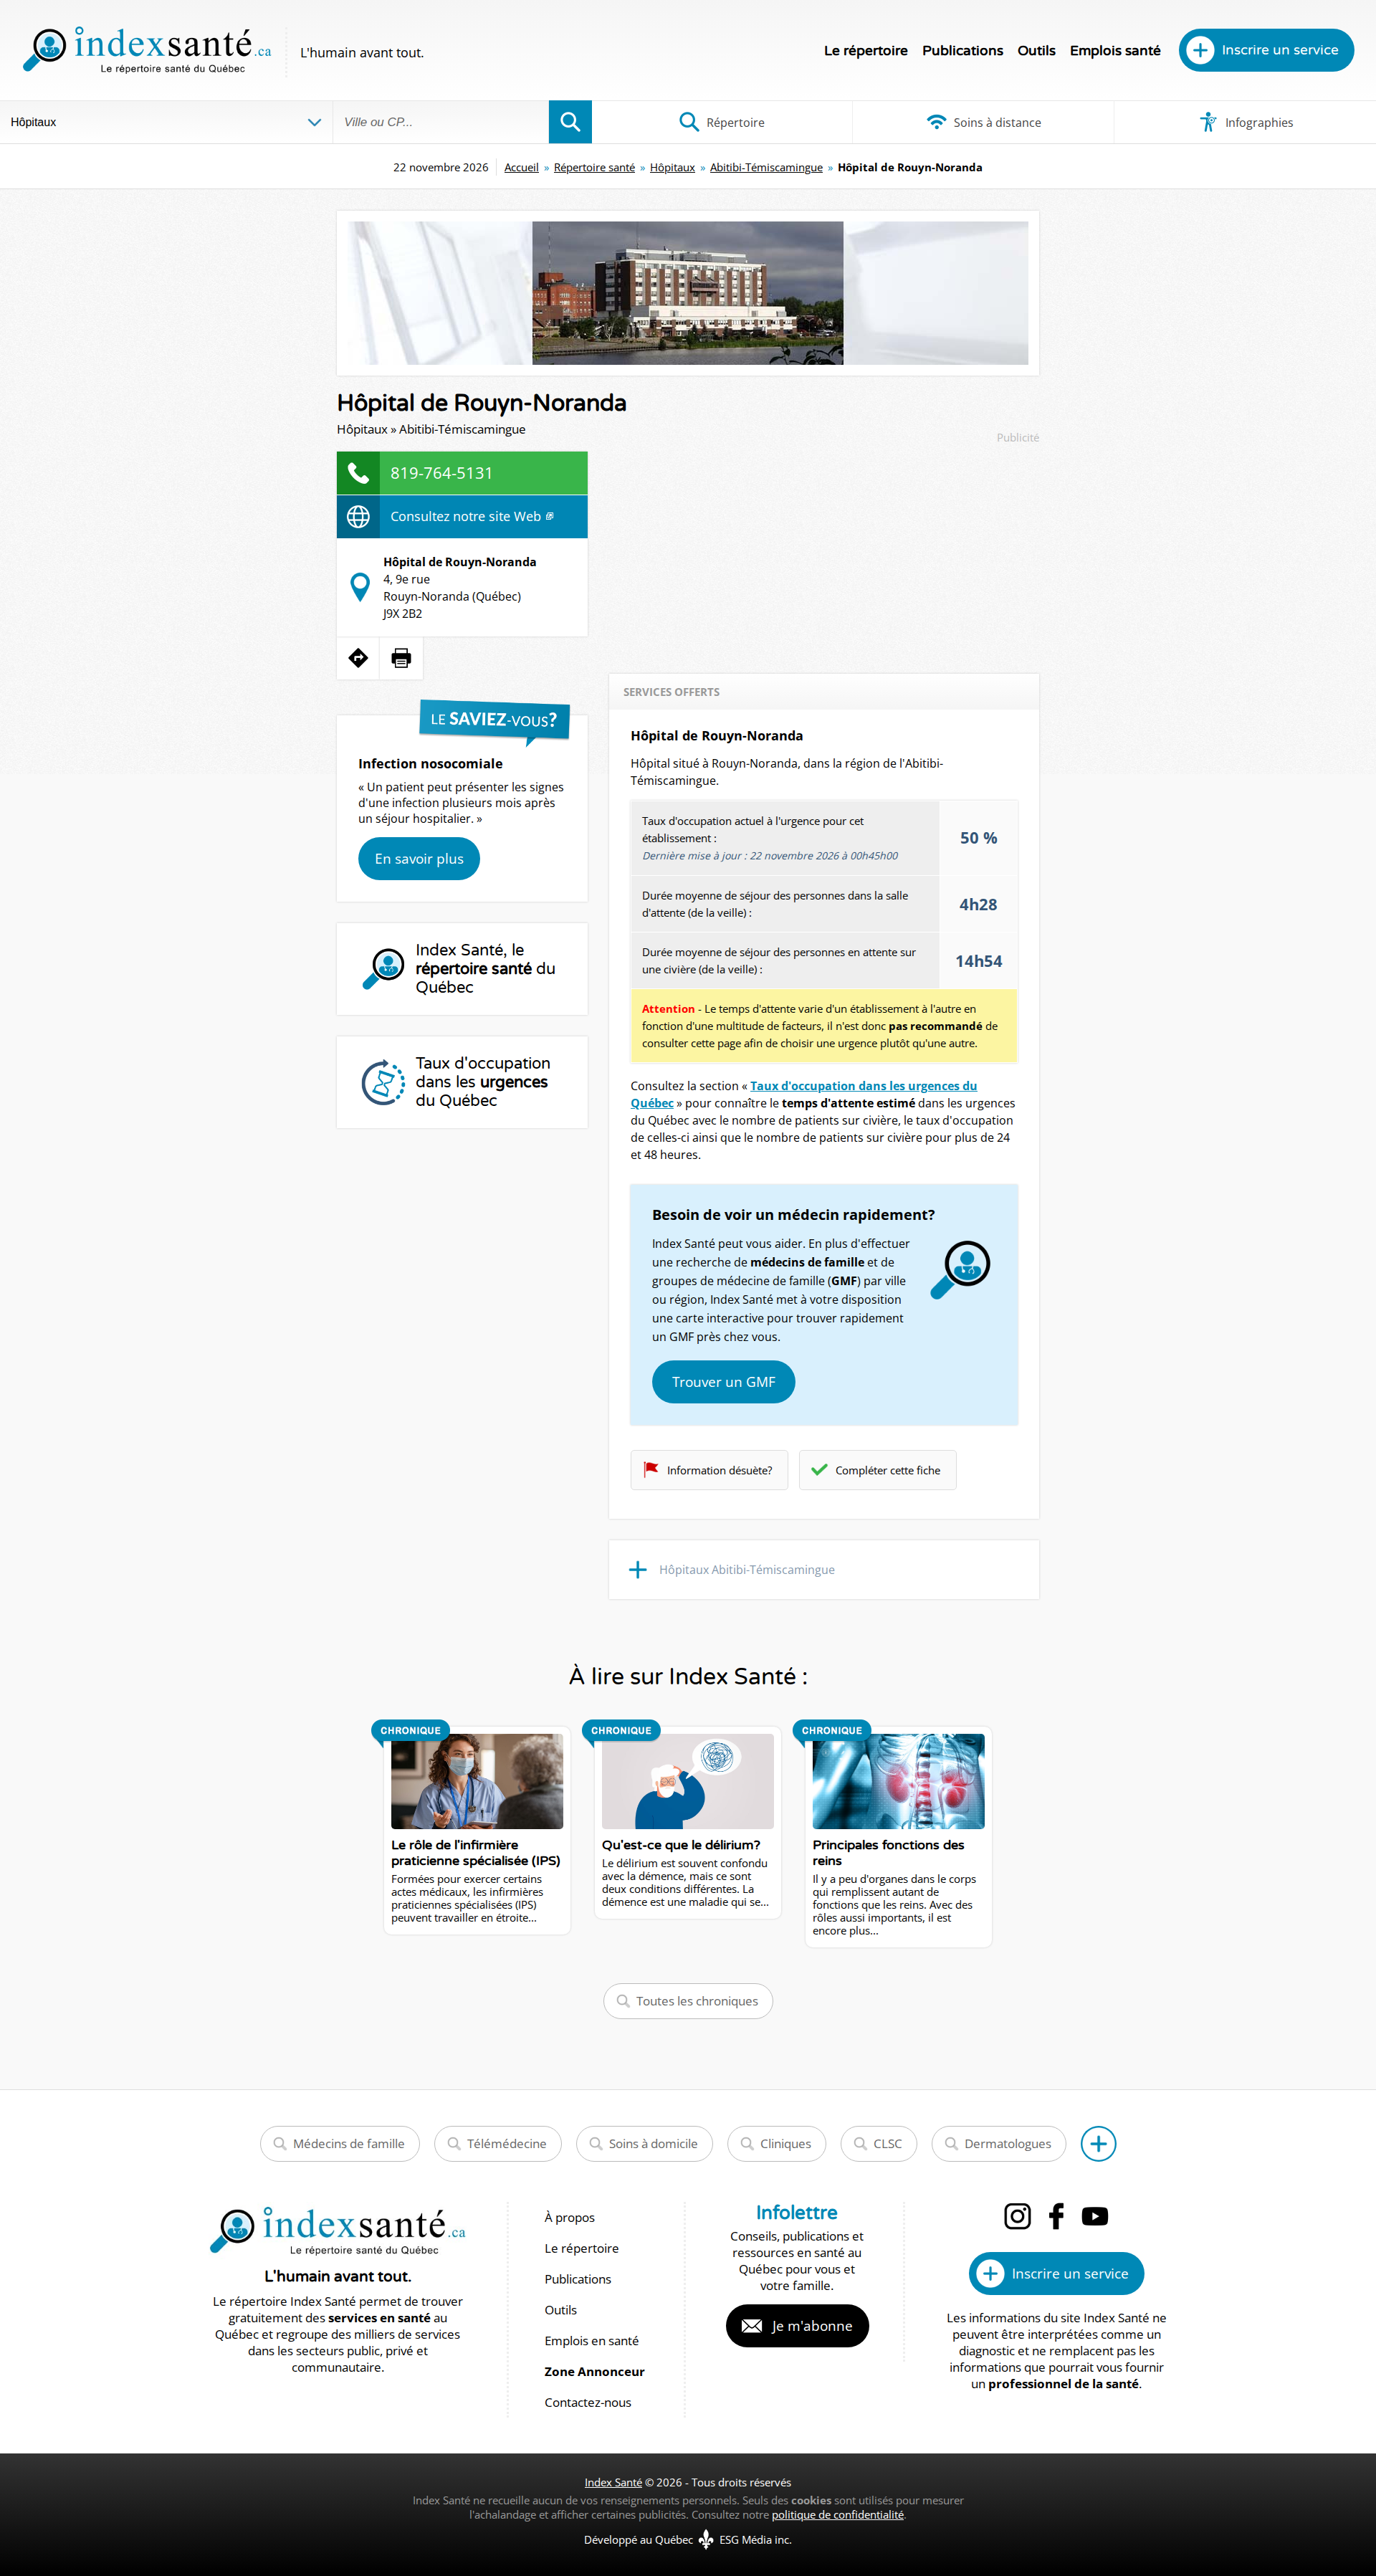 indexsanté.ca
Le répertoire santé du Québec
L'humain avant tout.
Le répertoire
Publications
Outils
Emplois santé
Inscrire un service
Hôpitaux
Ville ou CP...
Répertoire
Soins à distance
Infographies
22 novembre 2026
Accueil » Répertoire santé » Hôpitaux » Abitibi-Témiscamingue » Hôpital de Rouyn-Noranda
Hôpital de Rouyn-Noranda
Hôpitaux » Abitibi-Témiscamingue
Publicité
819-764-5131
Consultez notre site Web
Hôpital de Rouyn-Noranda
4, 9e rue
Rouyn-Noranda (Québec)
J9X 2B2
LE SAVIEZ-VOUS?
Infection nosocomiale
« Un patient peut présenter les signes
d'une infection plusieurs mois après
un séjour hospitalier. »
En savoir plus
Index Santé, le
répertoire santé du
Québec
Taux d'occupation
dans les urgences
du Québec
SERVICES OFFERTS
Hôpital de Rouyn-Noranda
Hôpital situé à Rouyn-Noranda, dans la région de l'Abitibi-
Témiscamingue.
Taux d'occupation actuel à l'urgence pour cet
établissement :
Dernière mise à jour : 22 novembre 2026 à 00h45h00
50 %
Durée moyenne de séjour des personnes dans la salle
d'attente (de la veille) :
4h28
Durée moyenne de séjour des personnes en attente sur
une civière (de la veille) :
14h54
Attention - Le temps d'attente varie d'un établissement à l'autre en
fonction d'une multitude de facteurs, il n'est donc pas recommandé de
consulter cette page afin de choisir une urgence plutôt qu'une autre.
Consultez la section « Taux d'occupation dans les urgences du
Québec » pour connaître le temps d'attente estimé dans les urgences
du Québec avec le nombre de patients sur civière, le taux d'occupation
de celles-ci ainsi que le nombre de patients sur civière pour plus de 24
et 48 heures.
Besoin de voir un médecin rapidement?
Index Santé peut vous aider. En plus d'effectuer
une recherche de médecins de famille et de
groupes de médecine de famille (GMF) par ville
ou région, Index Santé met à votre disposition
une carte interactive pour trouver rapidement
un GMF près chez vous.
Trouver un GMF
Information désuète?
Compléter cette fiche
Hôpitaux Abitibi-Témiscamingue
À lire sur Index Santé :
CHRONIQUE
Le rôle de l'infirmière
praticienne spécialisée (IPS)
Formées pour exercer certains
actes médicaux, les infirmières
praticiennes spécialisées (IPS)
peuvent travailler en étroite...
CHRONIQUE
Qu'est-ce que le délirium?
Le délirium est souvent confondu
avec la démence, mais ce sont
deux conditions différentes. La
démence est une maladie qui se...
CHRONIQUE
Principales fonctions des
reins
Il y a peu d'organes dans le corps
qui remplissent autant de
fonctions que les reins. Avec des
rôles aussi importants, il est
encore plus...
Toutes les chroniques
Médecins de famille
Télémédecine
Soins à domicile
Cliniques
CLSC
Dermatologues
indexsanté.ca
Le répertoire santé du Québec
L'humain avant tout.
Le répertoire Index Santé permet de trouver
gratuitement des services en santé au
Québec et regroupe des milliers de services
dans les secteurs public, privé et
communautaire.
À propos
Le répertoire
Publications
Outils
Emplois en santé
Zone Annonceur
Contactez-nous
Infolettre
Conseils, publications et
ressources en santé au
Québec pour vous et
votre famille.
Je m'abonne
Inscrire un service
Les informations du site Index Santé ne
peuvent être interprétées comme un
diagnostic et ne remplacent pas les
informations que pourrait vous fournir
un professionnel de la santé.
Index Santé © 2026 - Tous droits réservés
Index Santé ne recueille aucun de vos renseignements personnels. Seuls des cookies sont utilisés pour mesurer
l'achalandage et afficher certaines publicités. Consultez notre politique de confidentialité.
Développé au Québec ESG Média inc.